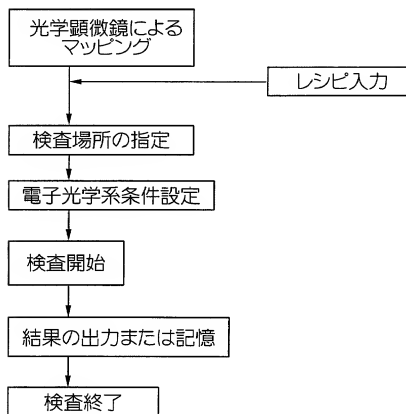 光学顕微鏡による
マッピング
レシピ入力
検査場所の指定
電子光学系条件設定
検査開始
結果の出力または記憶
検査終了